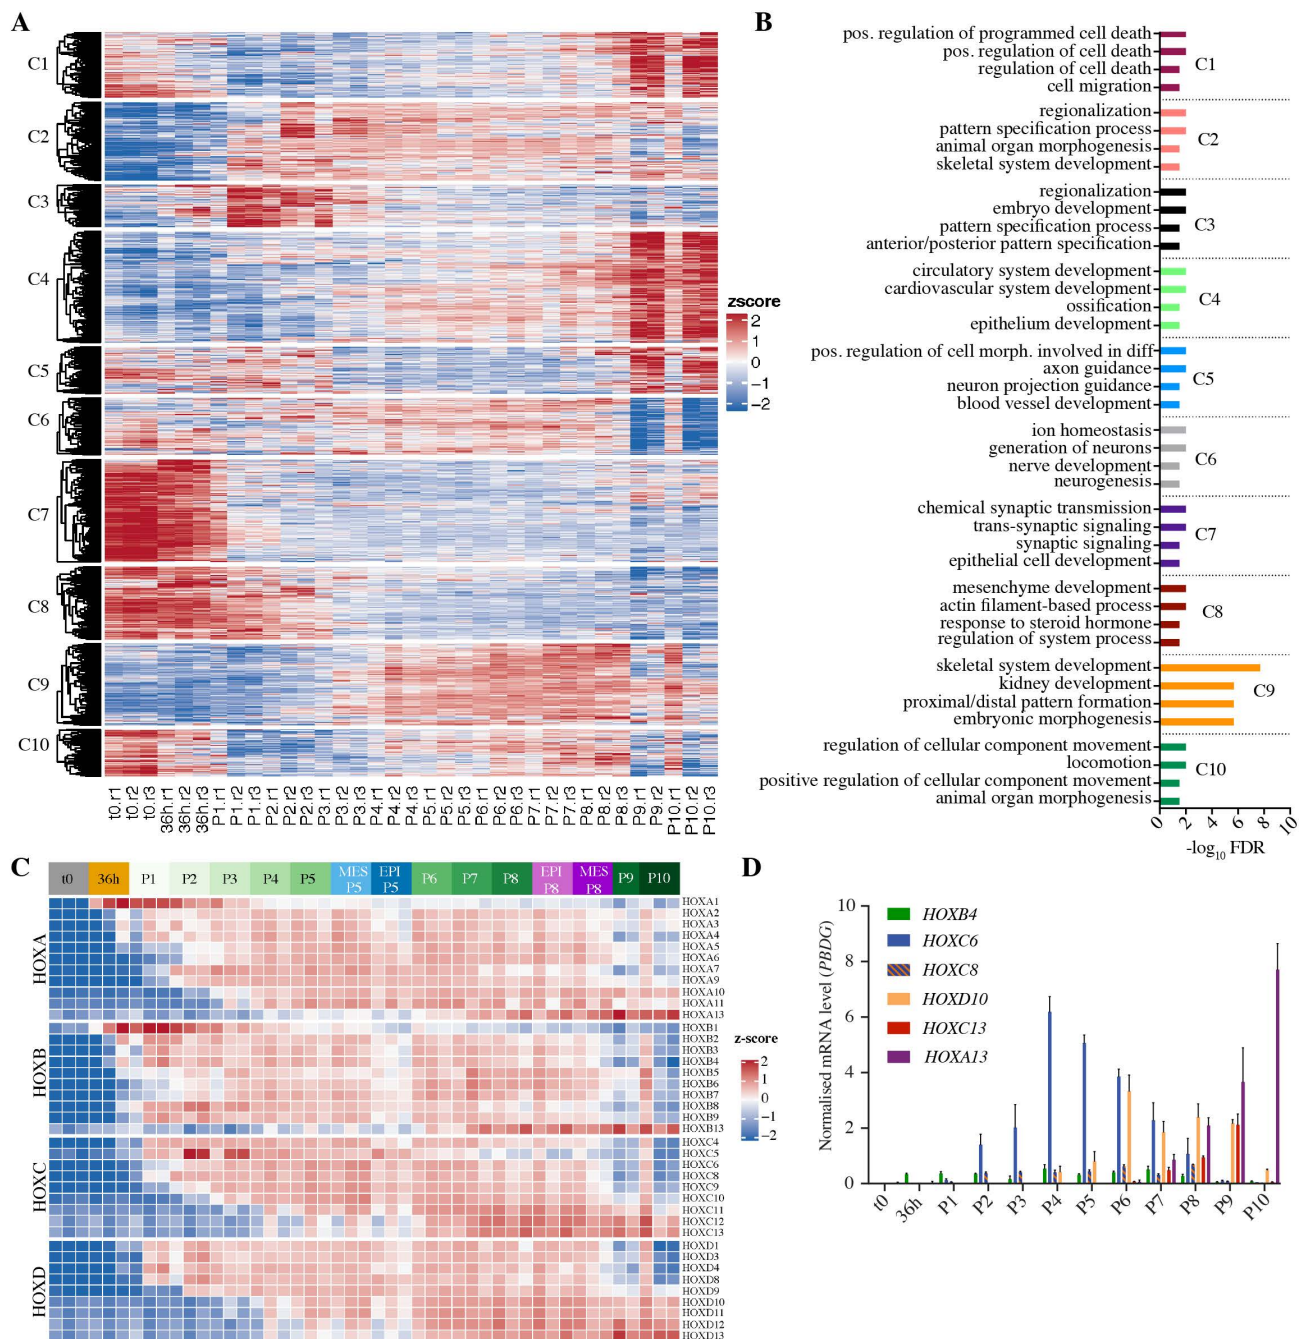 A
C1
C2
C3
C4
C5
C6
C7
C8
C9
C10
zscore
2
1
0
−1
−2
t0.r1
t0.r2
t0.r3
36h.r1
36h.r2
36h.r3
P1.r1
P1.r2
P1.r3
P2.r1
P2.r2
P2.r3
P3.r1
P3.r2
P3.r3
P4.r1
P4.r2
P4.r3
P5.r1
P5.r2
P5.r3
P6.r1
P6.r2
P6.r3
P7.r1
P7.r2
P7.r3
P8.r1
P8.r2
P8.r3
P9.r1
P9.r2
P10.r1
P10.r2
P10.r3
B
pos. regulation of programmed cell death
pos. regulation of cell death
regulation of cell death
cell migration
C1
regionalization
pattern specification process
animal organ morphogenesis
skeletal system development
C2
regionalization
embryo development
pattern specification process
anterior/posterior pattern specification
C3
circulatory system development
cardiovascular system development
ossification
epithelium development
C4
pos. regulation of cell morph. involved in diff
axon guidance
neuron projection guidance
blood vessel development
C5
ion homeostasis
generation of neurons
nerve development
neurogenesis
C6
chemical synaptic transmission
trans-synaptic signaling
synaptic signaling
epithelial cell development
C7
mesenchyme development
actin filament-based process
response to steroid hormone
regulation of system process
C8
skeletal system development
kidney development
proximal/distal pattern formation
embryonic morphogenesis
C9
regulation of cellular component movement
locomotion
positive regulation of cellular component movement
animal organ morphogenesis
C10
0 2 4 6 8 10
-log10 FDR
C
t0 36h P1 P2 P3 P4 P5 MES P5 EPI P5 P6 P7 P8 EPI P8 MES P8 P9 P10
HOXA
HOXA1
HOXA2
HOXA3
HOXA4
HOXA5
HOXA6
HOXA7
HOXA9
HOXA10
HOXA11
HOXA13
HOXB
HOXB1
HOXB2
HOXB3
HOXB4
HOXB5
HOXB6
HOXB7
HOXB8
HOXB9
HOXB13
HOXC
HOXC4
HOXC5
HOXC6
HOXC8
HOXC9
HOXC10
HOXC11
HOXC12
HOXC13
HOXD
HOXD1
HOXD3
HOXD4
HOXD8
HOXD9
HOXD10
HOXD11
HOXD12
HOXD13
z-score
2
1
0
−1
−2
D
Normalised mRNA level (PBDG)
10
8
6
4
2
0
HOXB4
HOXC6
HOXC8
HOXD10
HOXC13
HOXA13
t0 36h P1 P2 P3 P4 P5 P6 P7 P8 P9 P10